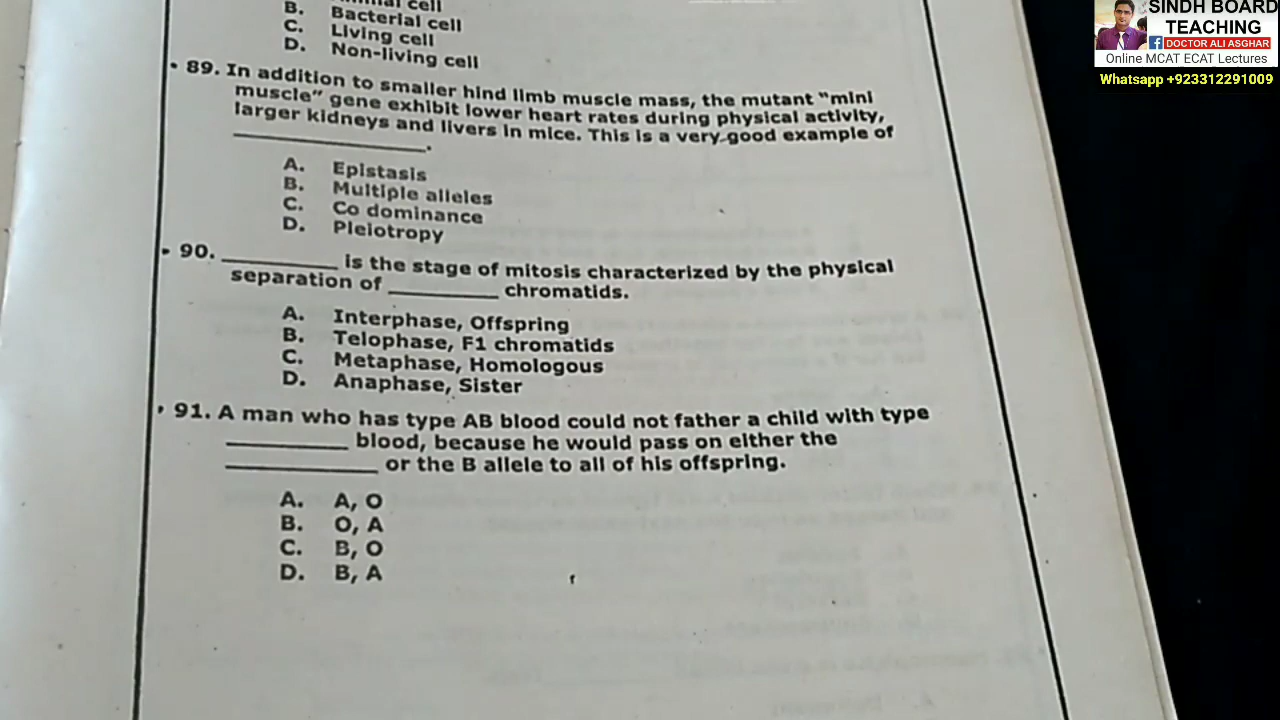 cell
B. Bacterial cell
C. Living cell
D. Non-living cell
• 89. In addition to smaller hind limb muscle mass, the mutant "mini
muscle" gene exhibit lower heart rates during physical activity,
larger kidneys and livers in mice. This is a very good example of
____________.
A. Epistasis
B. Multiple alleles
C. Co dominance
D. Pleiotropy
• 90. ________ is the stage of mitosis characterized by the physical
separation of ________ chromatids.
A. Interphase, Offspring
B. Telophase, F1 chromatids
C. Metaphase, Homologous
D. Anaphase, Sister
• 91. A man who has type AB blood could not father a child with type
________ blood, because he would pass on either the
__________ or the B allele to all of his offspring.
A. A, O
B. O, A
C. B, O
D. B, A
SINDH BOARD
TEACHING
f DOCTOR ALI ASGHAR
Online MCAT ECAT Lectures
Whatsapp +923312291009